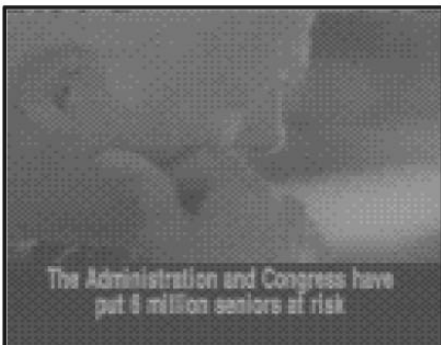 The Administration and Congress have
put 6 million seniors at risk